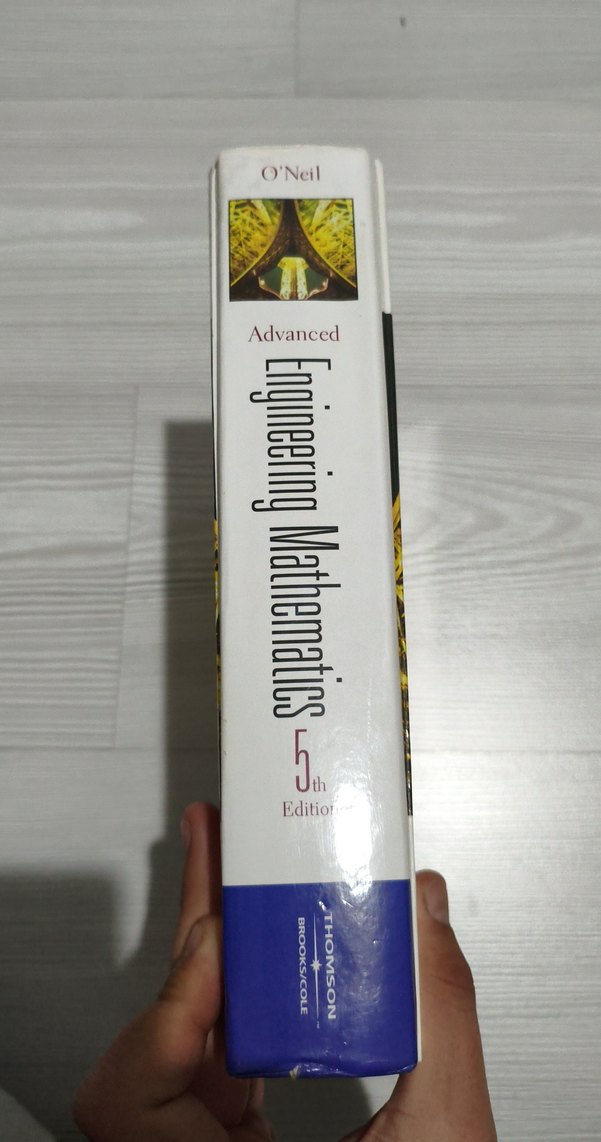 O'Neil
Advanced
Engineering Mathematics
5th
Edition
THOMSON
BROOKS/COLE